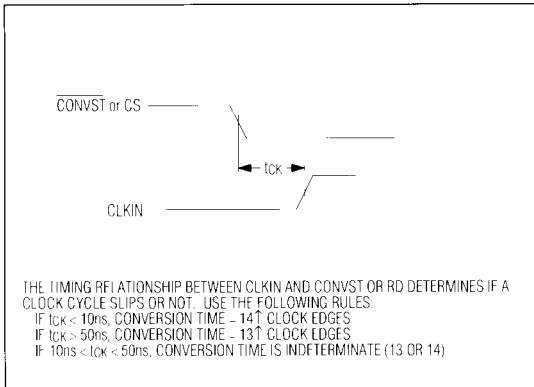 CONVST or CS
tCK
CLKIN
THE TIMING RELATIONSHIP BETWEEN CLKIN AND CONVST OR RD DETERMINES IF A
CLOCK CYCLE SLIPS OR NOT. USE THE FOLLOWING RULES:
IF tCK < 10ns, CONVERSION TIME – 14↑ CLOCK EDGES
IF tCK > 50ns, CONVERSION TIME – 13↑ CLOCK EDGES
IF 10ns < tCK < 50ns, CONVERSION TIME IS INDETERMINATE (13 OR 14)